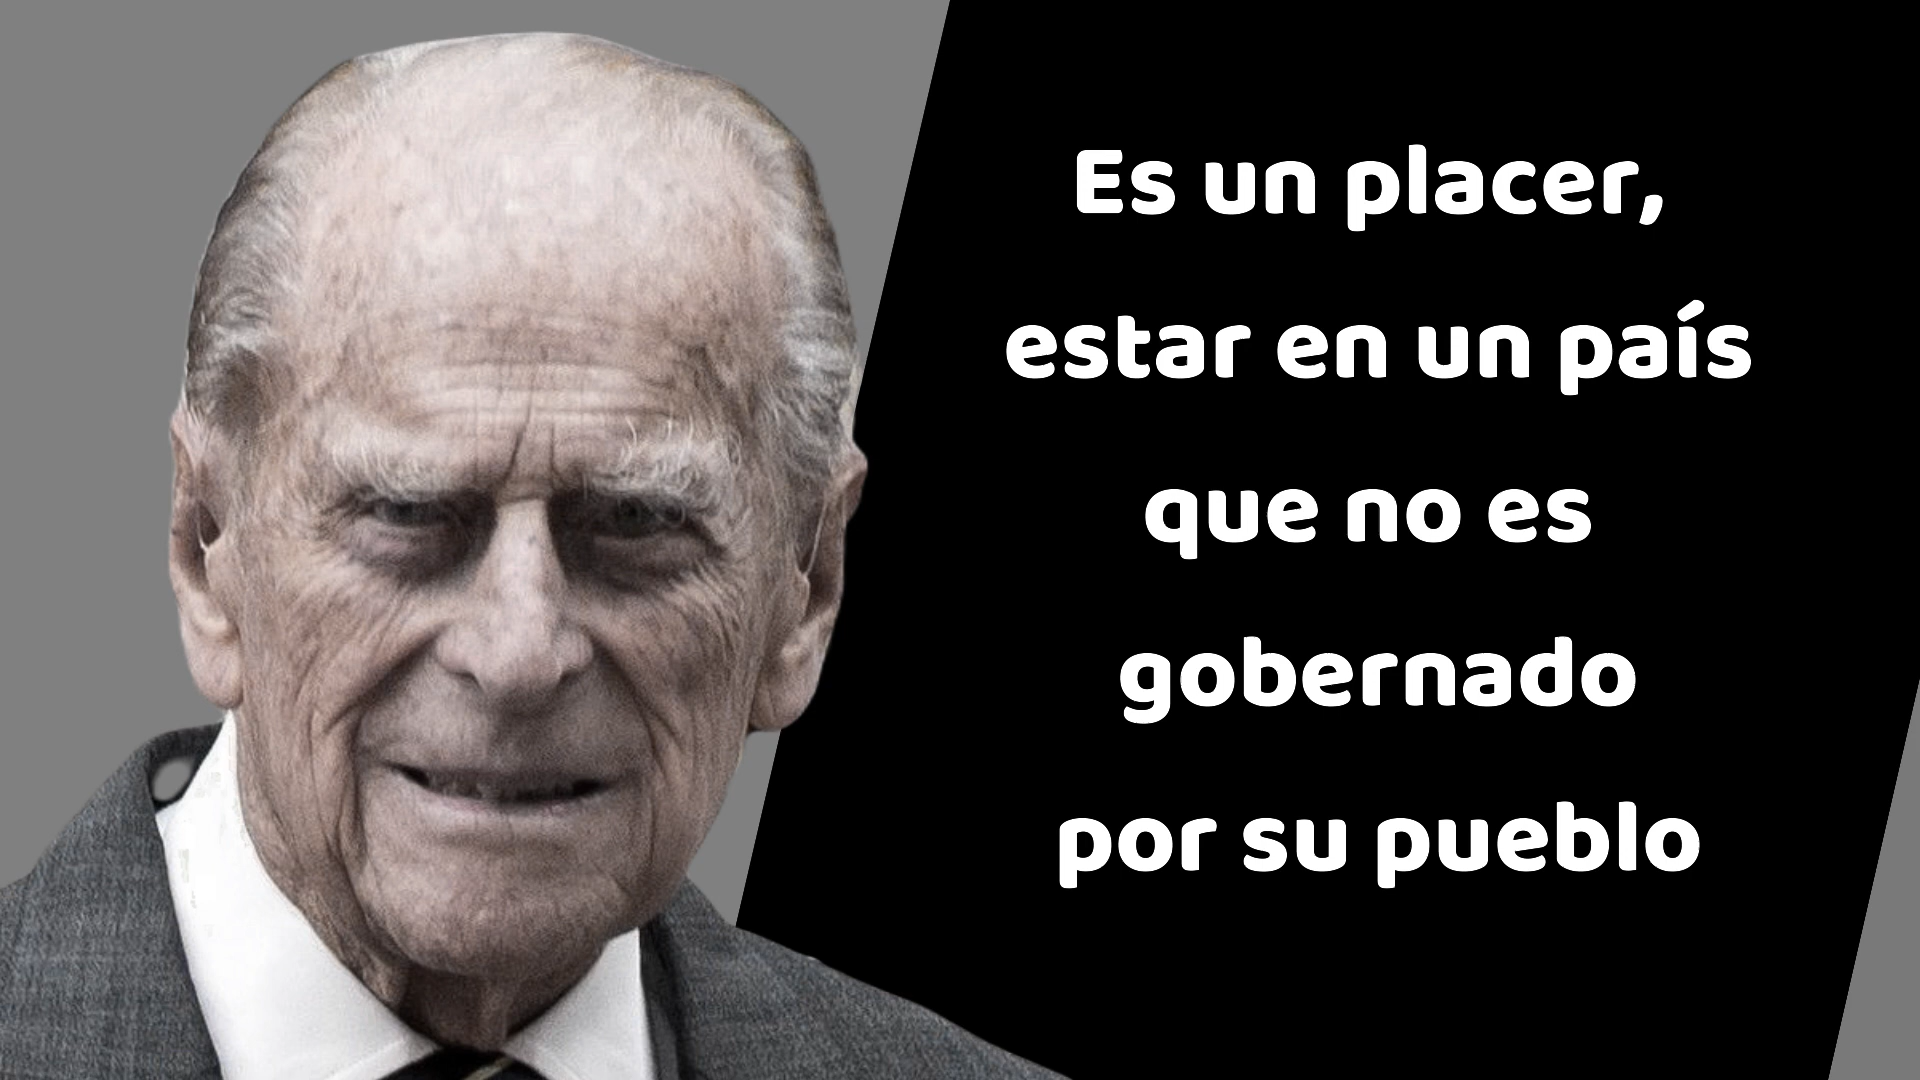 Es un placer,
estar en un país
que no es
gobernado
por su pueblo